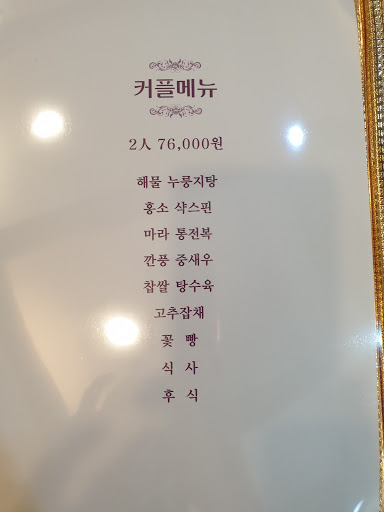 커플메뉴
2人 76,000원
해물 누룽지탕
홍소 샥스핀
마라 통전복
깐풍 중새우
찹쌀 탕수육
고추잡채
꽃 빵
식 사
후 식